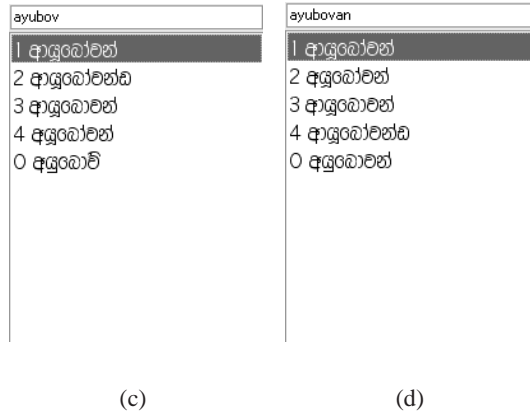 ayubov
1 ආයූබෝවන්
2 ආයූබෝවන්ඩ
3 ආයුබෝවන්
4 අයූබෝවන්
0 අයුබොව්
(c)
ayubovan
1 ආයූබෝවන්
2 අයූබෝවන්
3 ආයුබෝවන්
4 ආයූබෝවන්ඩ
0 අයුබොවන්
(d)